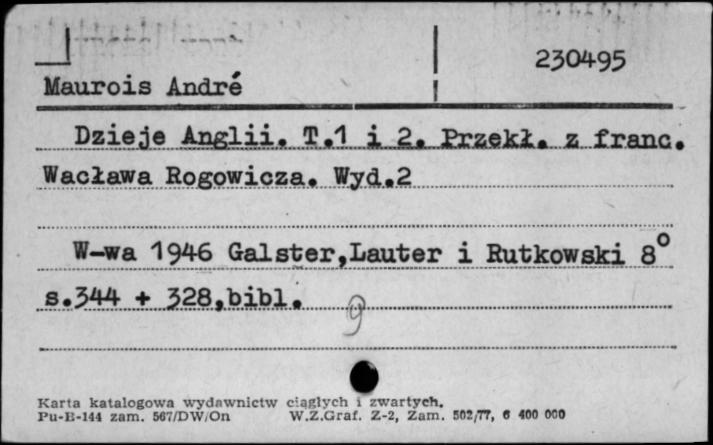 230495
Maurois André
Dzieje Anglii. T.1 i 2. Przekł. z franc.
Wacława Rogowicza. Wyd.2
W-wa 1946 Galster,Lauter i Rutkowski 8°
s.344 + 328,bibl.
9
Karta katalogowa wydawnictw ciągłych i zwartych.
Pu-B-144 zam. 567/DW/On W.Z.Graf. Z-2, Zam. 502/77, 6 400 000